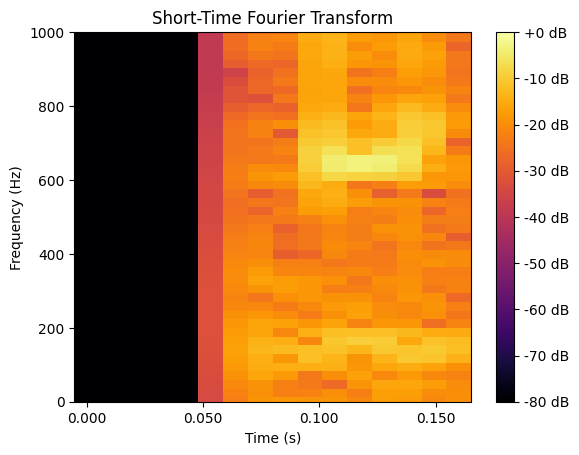 Short-Time Fourier Transform
1000
800
600
400
200
0
Frequency (Hz)
0.000
0.050
0.100
0.150
Time (s)
+0 dB
-10 dB
-20 dB
-30 dB
-40 dB
-50 dB
-60 dB
-70 dB
-80 dB